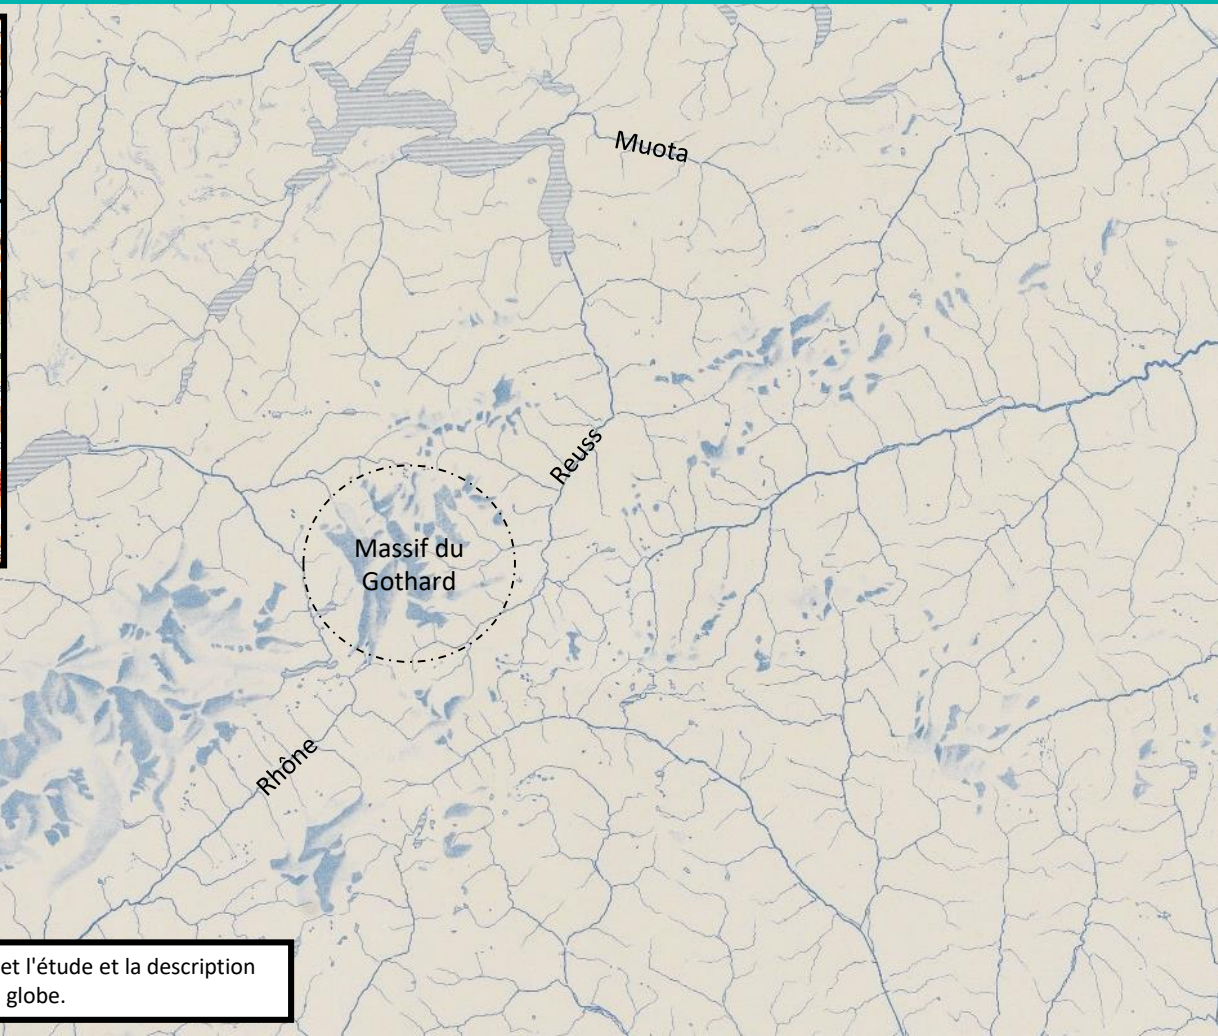 Muota
Reuss
Massif du
Gothard
Rhône
et l'étude et la description
globe.